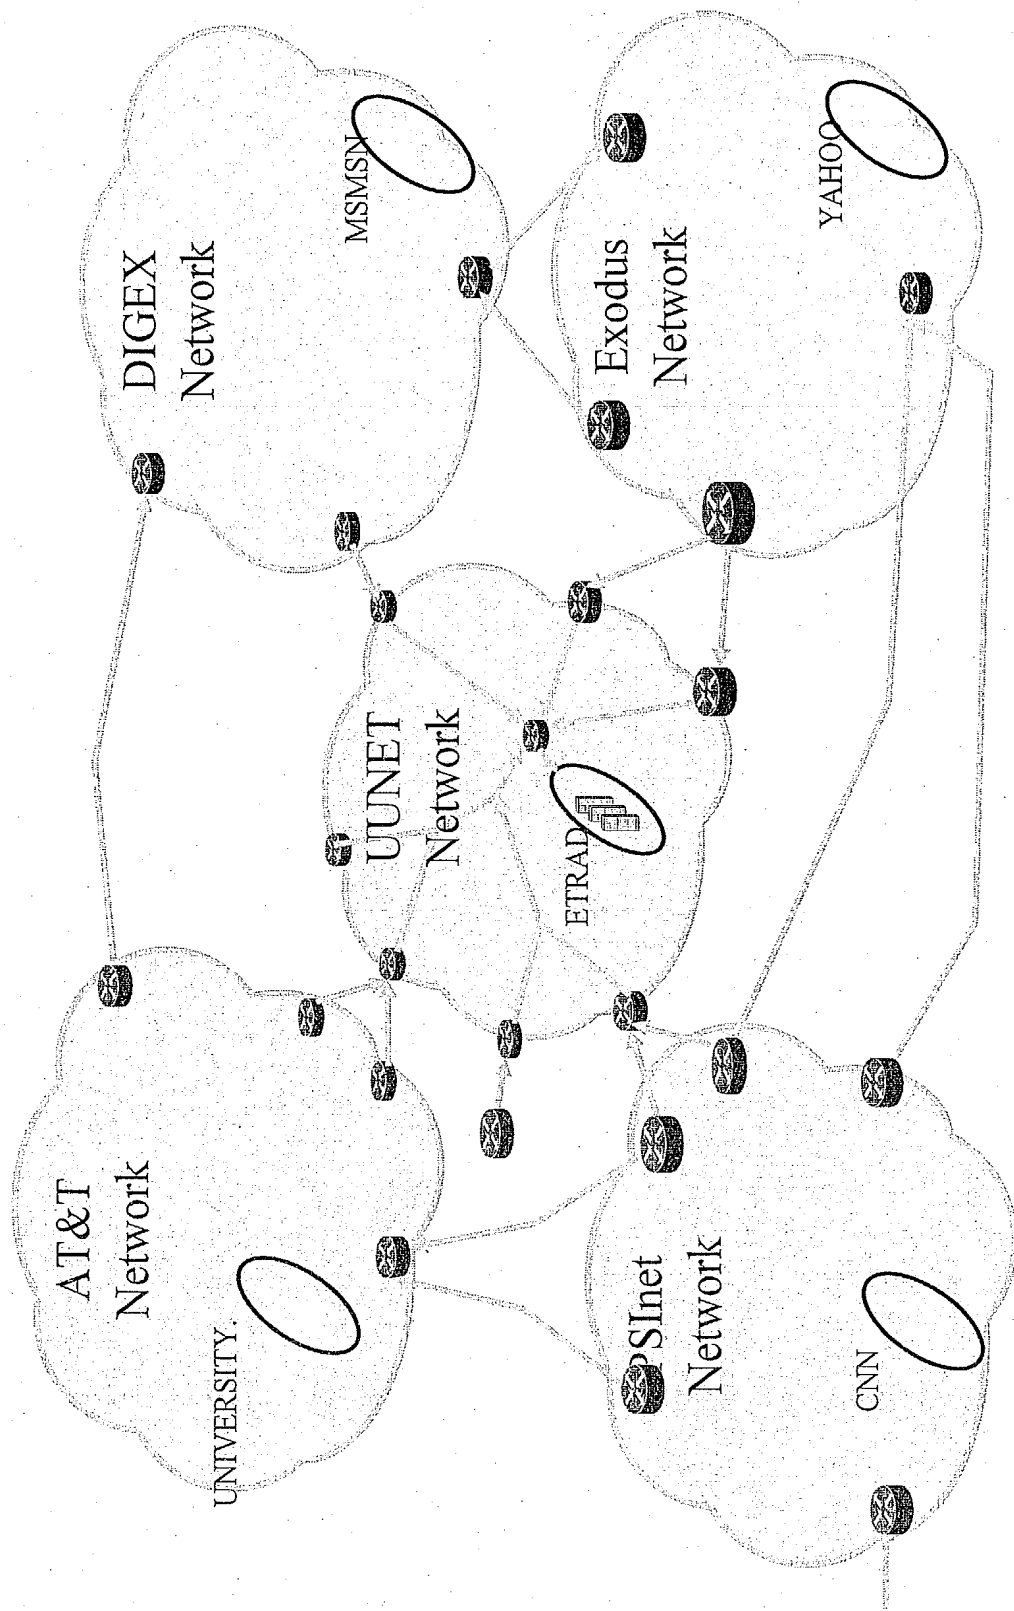 AT&T
Network
UNIVERSITY.
DIGEX
Network
MSMSN
UUNET
Network
ETRAD
PSInet
Network
CNN
Exodus
Network
YAHOO